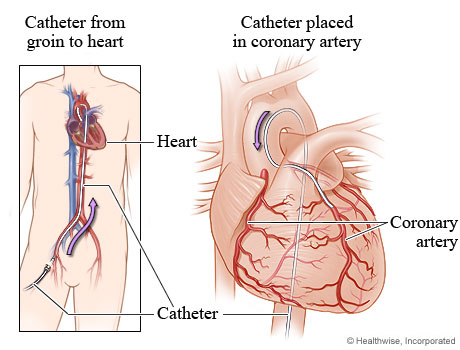 Catheter from
groin to heart
Catheter placed
in coronary artery
Heart
Coronary
artery
Catheter
© Healthwise, Incorporated